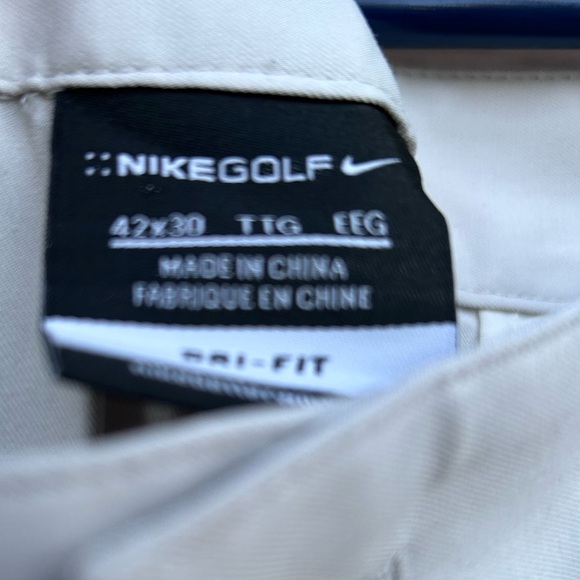 NIKEGOLF
42x30 TTG EEG
MADE IN CHINA
FABRIQUE EN CHINE
DRI-FIT